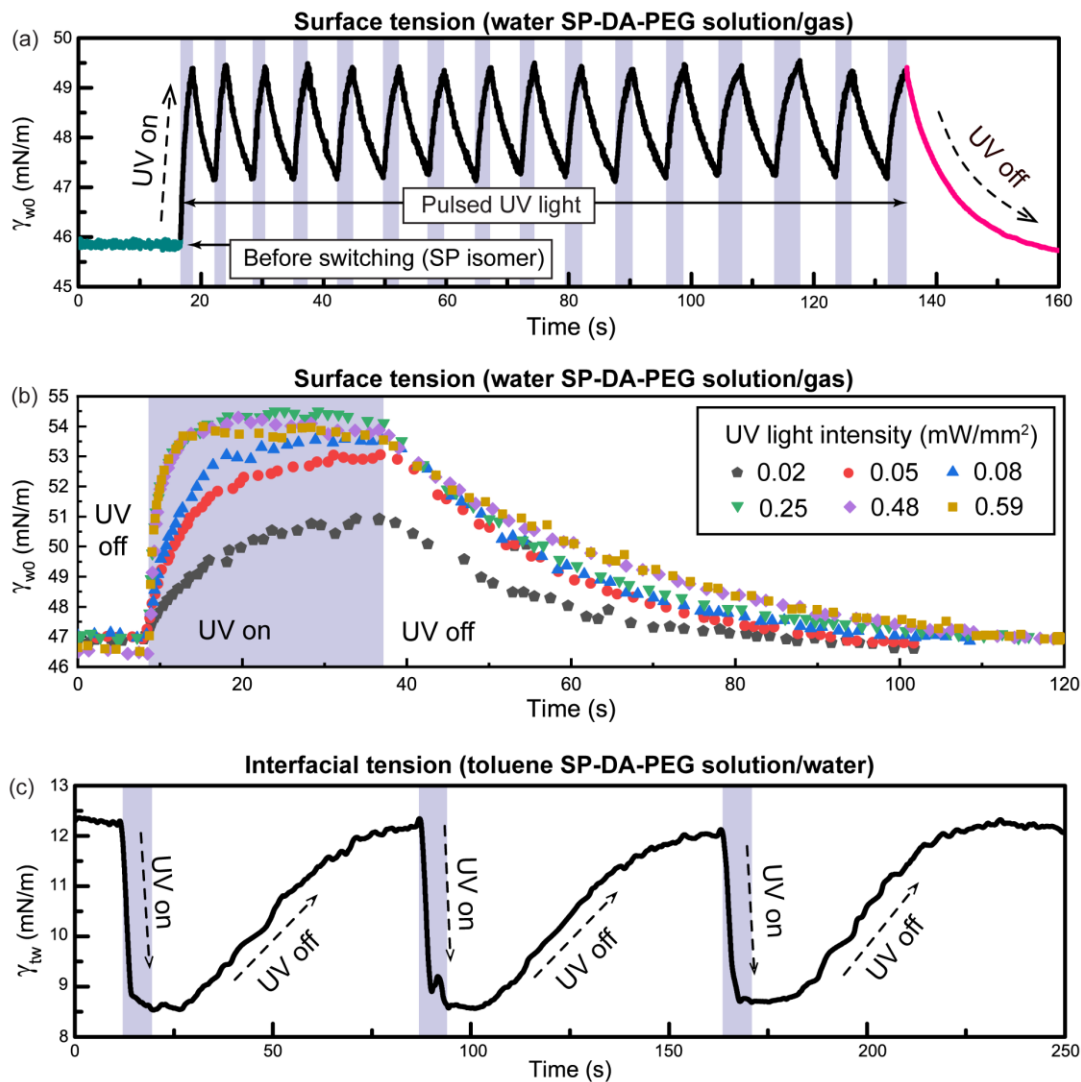 Surface tension (water SP-DA-PEG solution/gas)
(a)
50
49
48
47
46
45
γw0 (mN/m)
UV on
Pulsed UV light
Before switching (SP isomer)
UV off
0 20 40 60 80 100 120 140 160
Time (s)
Surface tension (water SP-DA-PEG solution/gas)
(b)
55
54
53
52
51
50
49
48
47
46
γw0 (mN/m)
UV off
UV on
UV off
UV light intensity (mW/mm²)
0.02 0.05 0.08
0.25 0.48 0.59
0 20 40 60 80 100 120
Time (s)
Interfacial tension (toluene SP-DA-PEG solution/water)
(c)
13
12
11
10
9
8
γtw (mN/m)
UV on
UV off
UV on
UV off
UV on
UV off
0 50 100 150 200 250
Time (s)